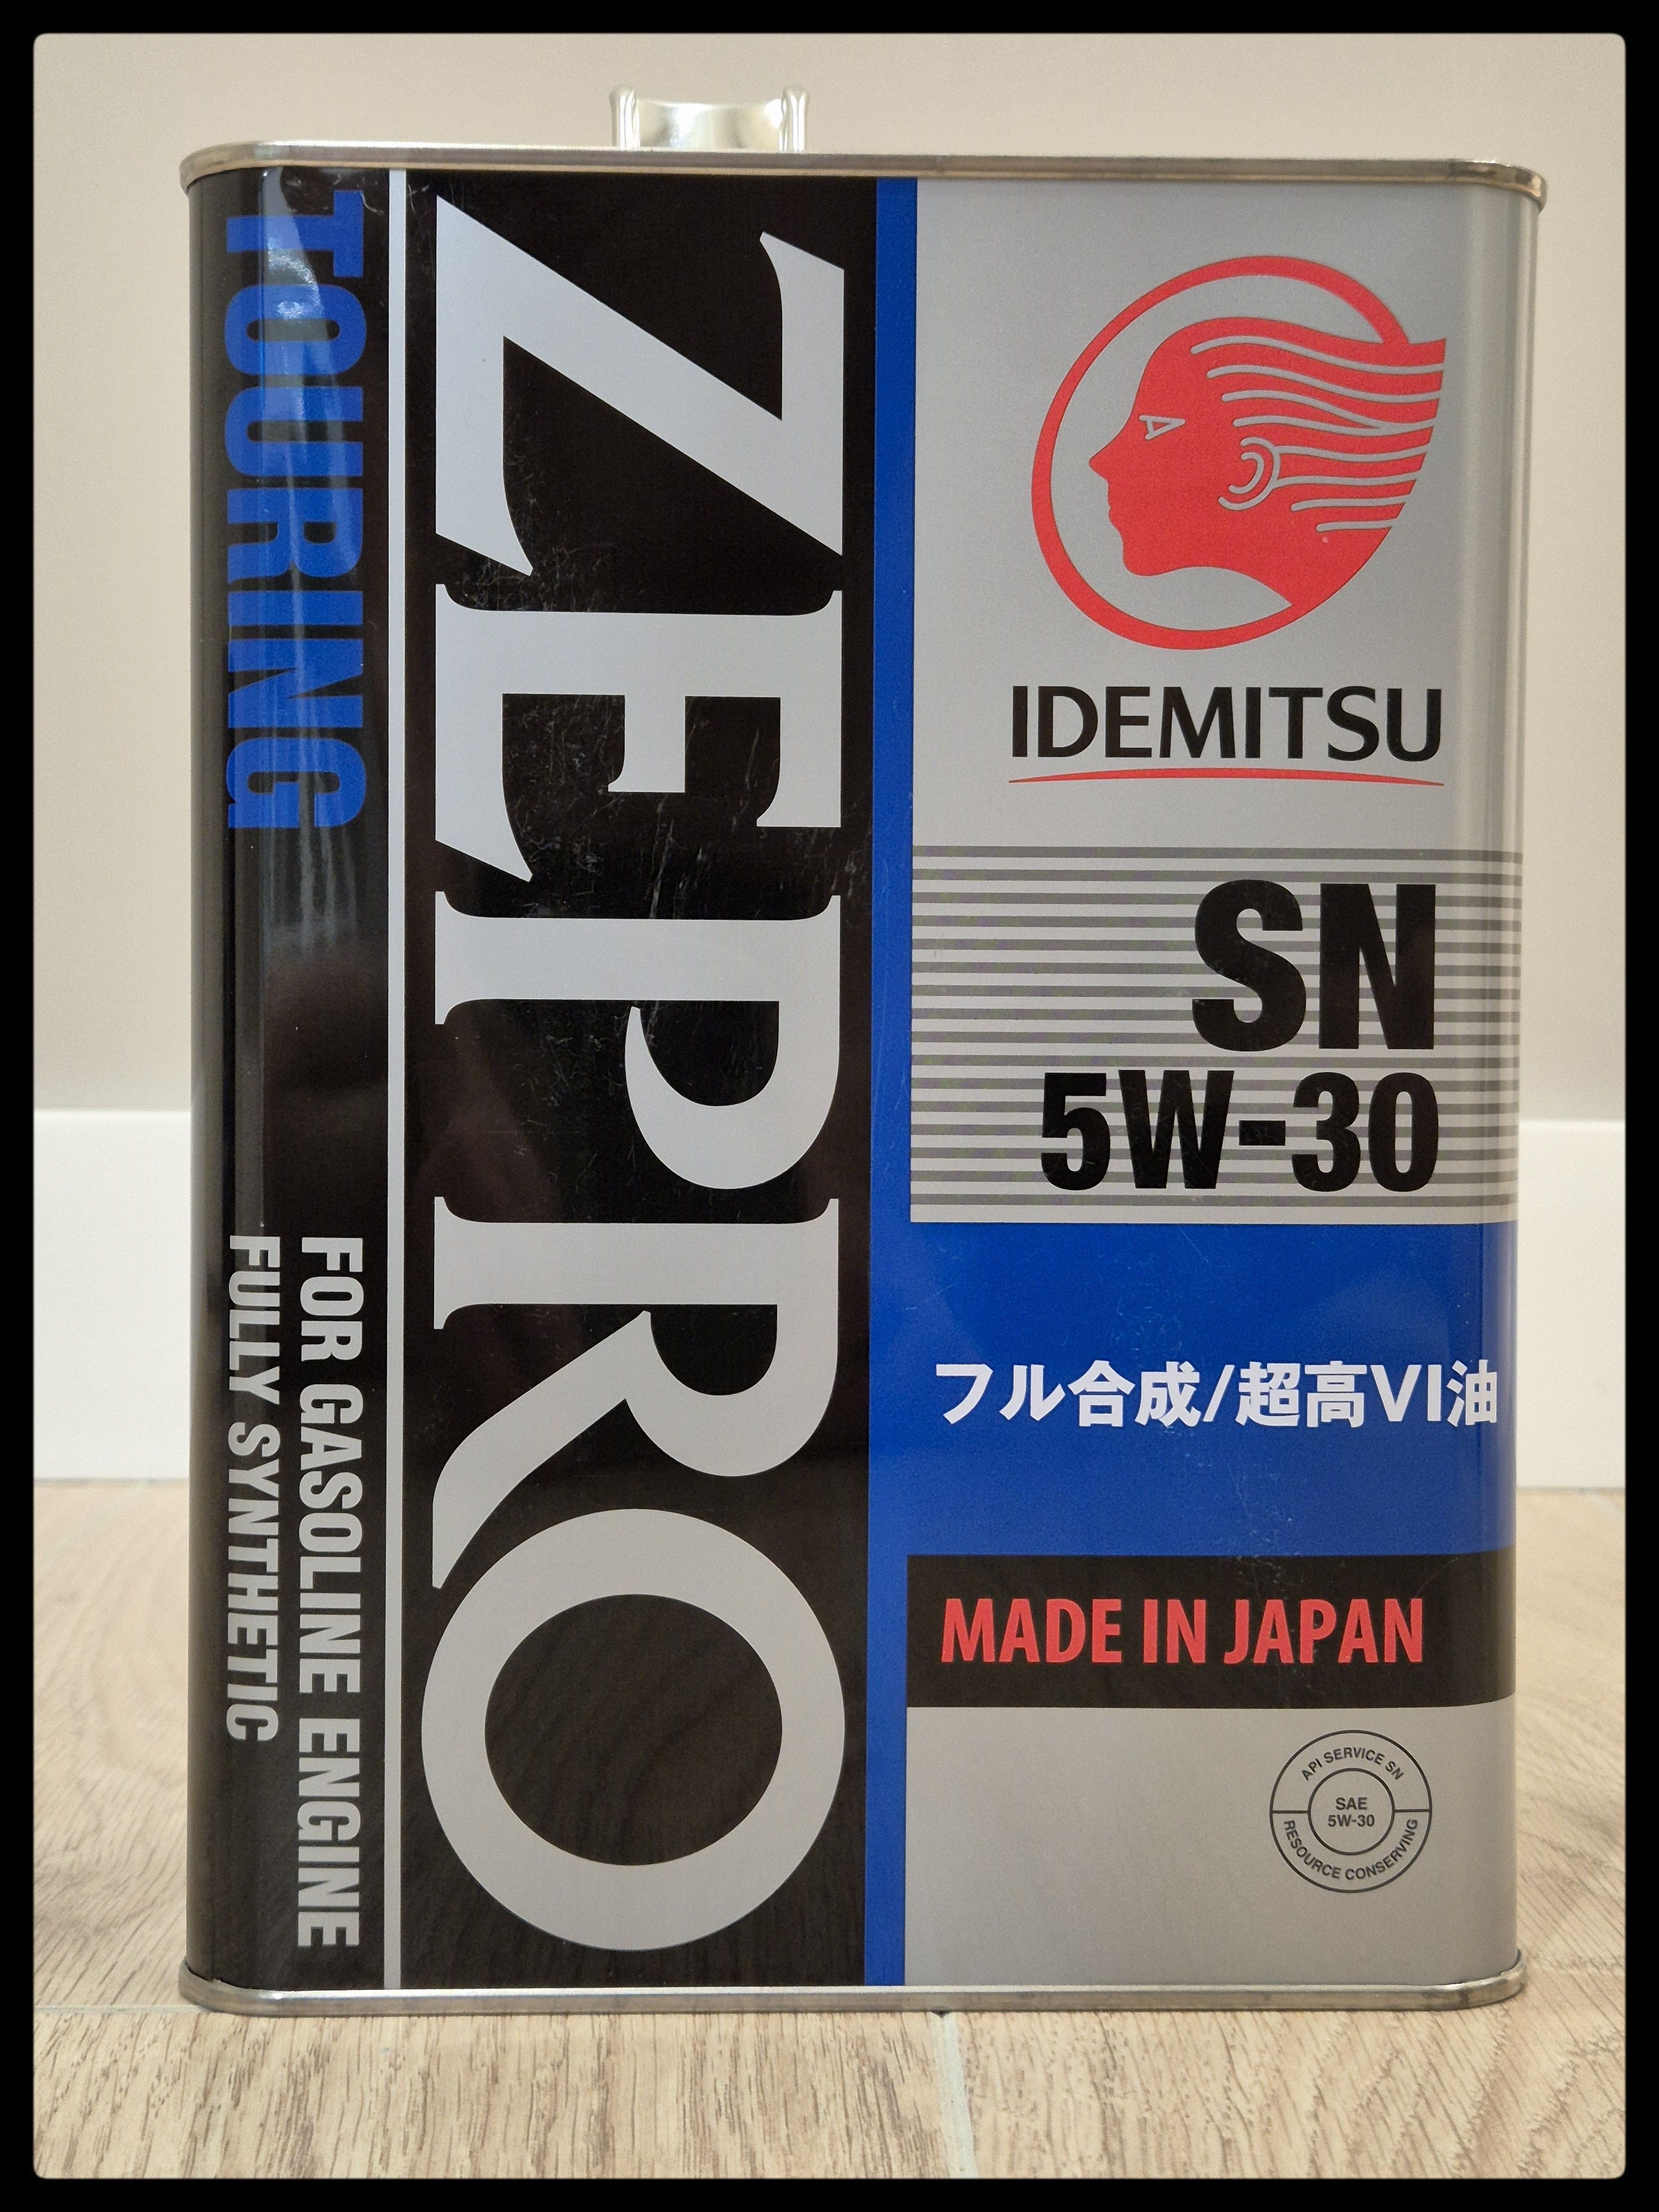 TOURING
FOR GASOLINE ENGINE
FULLY SYNTHETIC
ZEPRO
IDEMITSU
SN
5W-30
フル合成/超高VI油
MADE IN JAPAN
API SERVICE SN
SAE
5W-30
RESOURCE CONSERVING